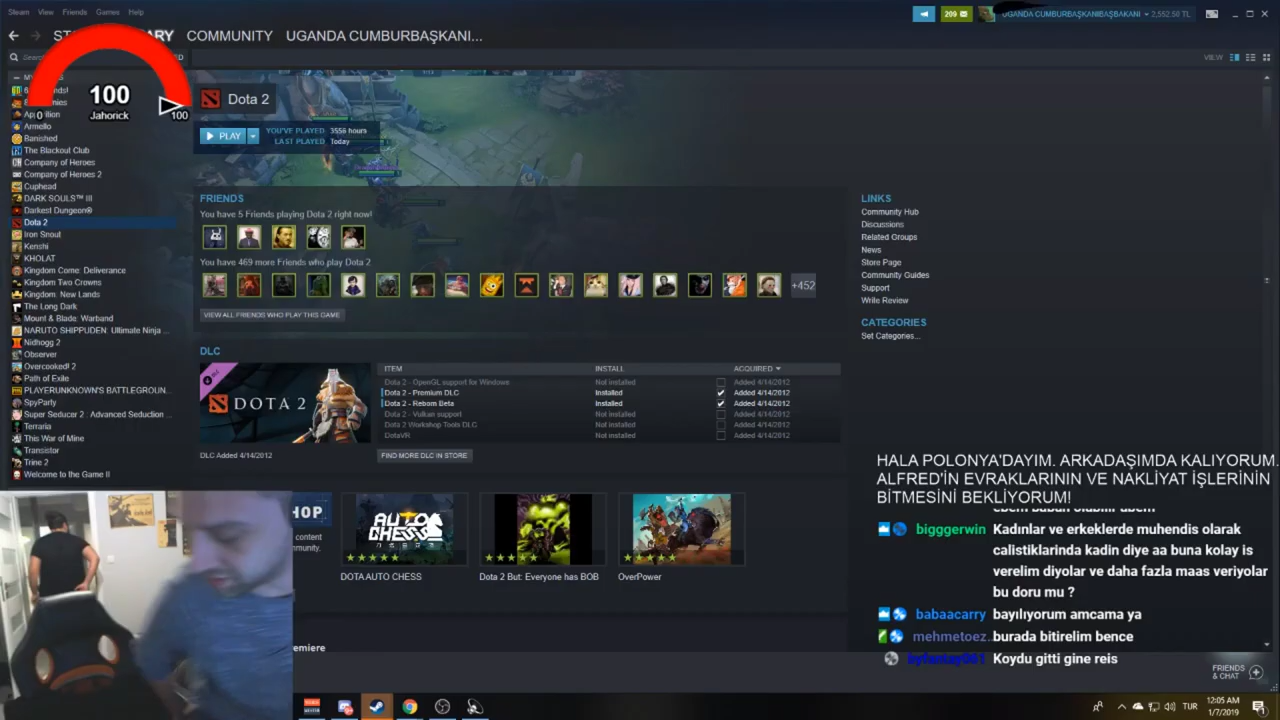 Steam View Friends Games Help
209
UGANDA CUMBURBAŞKANIBAŞBAKANI
2,552.50 TL
COMMUNITY
UGANDA CUMBURBAŞKANI...
VIEW
100
Jahorick
0
100
Armello
Banished
The Blackout Club
Company of Heroes
Company of Heroes 2
Cuphead
DARK SOULS™ III
Darkest Dungeon®
Dota 2
Iron Snout
Kenshi
KHOLAT
Kingdom Come: Deliverance
Kingdom Two Crowns
Kingdom: New Lands
The Long Dark
Mount & Blade: Warband
NARUTO SHIPPUDEN: Ultimate Ninja ...
Nidhogg 2
Observer
Overcooked! 2
Path of Exile
PLAYERUNKNOWN'S BATTLEGROUN...
SpyParty
Super Seducer 2 : Advanced Seduction ...
Terraria
This War of Mine
Transistor
Trine 2
Welcome to the Game II
Dota 2
PLAY
YOU'VE PLAYED 3556 hours
LAST PLAYED Today
FRIENDS
You have 5 Friends playing Dota 2 right now!
You have 469 more Friends who play Dota 2
+452
VIEW ALL FRIENDS WHO PLAY THIS GAME
DLC
DOTA 2
DLC Added 4/14/2012
ITEM INSTALL ACQUIRED
Dota 2 - OpenGL support for Windows Not installed Added 4/14/2012
Dota 2 - Premium DLC Installed Added 4/14/2012
Dota 2 - Reborn Beta Installed Added 4/14/2012
Dota 2 - Vulkan support Not installed Added 4/14/2012
Dota 2 Workshop Tools DLC Not installed Added 4/14/2012
DotaVR Not installed Added 4/14/2012
FIND MORE DLC IN STORE
LINKS
Community Hub
Discussions
Related Groups
News
Store Page
Community Guides
Support
Write Review
CATEGORIES
Set Categories...
HOP
content
mmunity.
AUTO CHESS
DOTA AUTO CHESS
Dota 2 But: Everyone has BOB
OverPower
emiere
HALA POLONYA'DAYIM. ARKADAŞIMDA KALIYORUM.
ALFRED'İN EVRAKLARININ VE NAKLİYAT İŞLERİNİN
BİTMESİNİ BEKLİYORUM!
bigggerwin Kadınlar ve erkeklerde muhendis olarak
calistiklarinda kadin diye aa buna kolay is
verelim diyolar ve daha fazla maas veriyolar
bu doru mu ?
babaacarry bayılıyorum amcama ya
mehmetoez.. burada bitirelim bence
Koydu gitti gine reis
FRIENDS
& CHAT
TUR
12:05 AM
1/7/2019